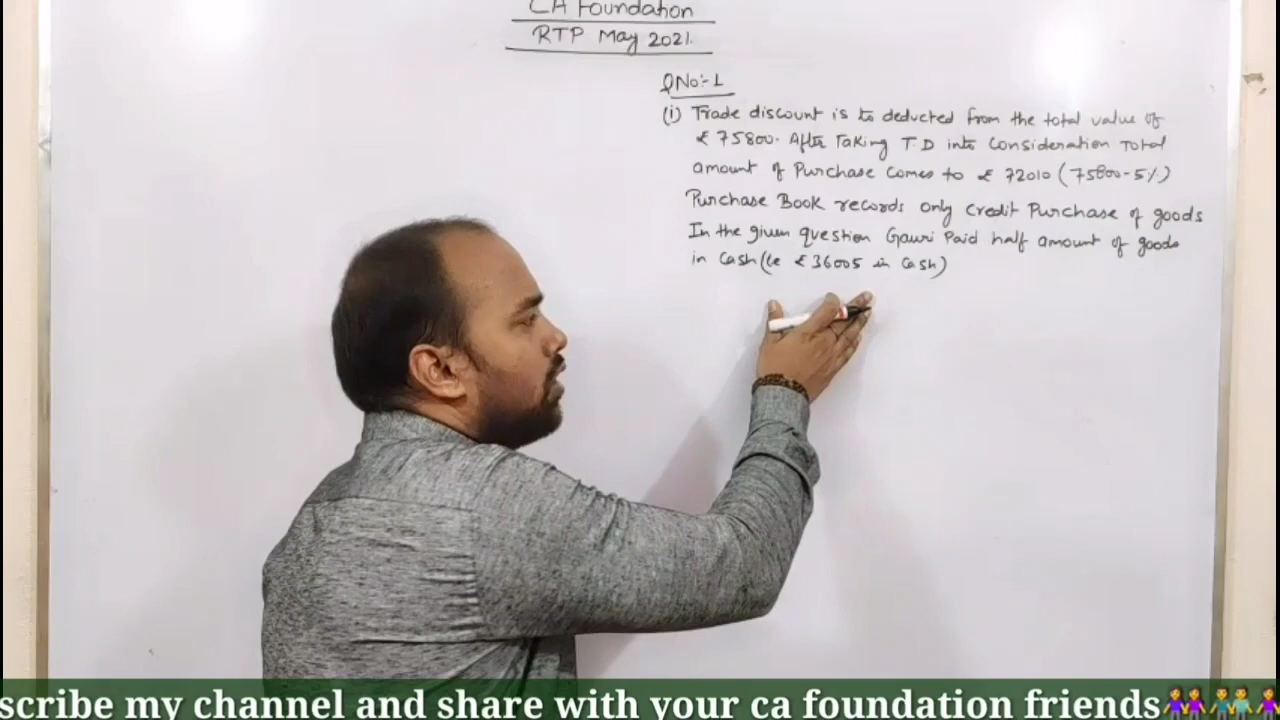 CA Foundation
RTP May 2021.
QNo:-1
(i) Trade discount is to deducted from the total value of
₹ 75800. After Taking T.D into Consideration Total
amount of Purchase Comes to ₹ 72010 (75800-5%)
Purchase Book records only Credit Purchase of goods
In the given question Gauri Paid half amount of goods
in Cash (ie ₹ 36005 in Cash)
scribe my channel and share with your ca foundation friends👭👭👭